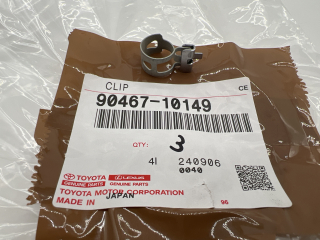 CLIP
CE
90467-10149
QTY: 3
41 240906
0040
TOYOTA LEXUS
GENUINE PARTS GENUINE PARTS
TOYOTA MOTOR CORPORATION
MADE IN JAPAN
96